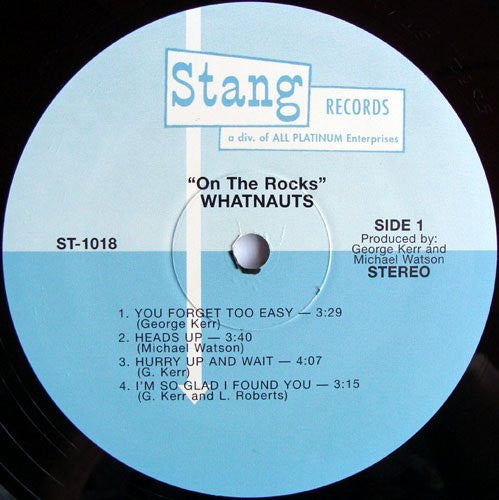 Stang
RECORDS
a div. of ALL PLATINUM Enterprises
"On The Rocks"
WHATNAUTS
ST-1018
SIDE 1
Produced by:
George Kerr and
Michael Watson
STEREO
1. YOU FORGET TOO EASY — 3:29
(George Kerr)
2. HEADS UP — 3:40
(Michael Watson)
3. HURRY UP AND WAIT — 4:07
(G. Kerr)
4. I'M SO GLAD I FOUND YOU — 3:15
(G. Kerr and L. Roberts)